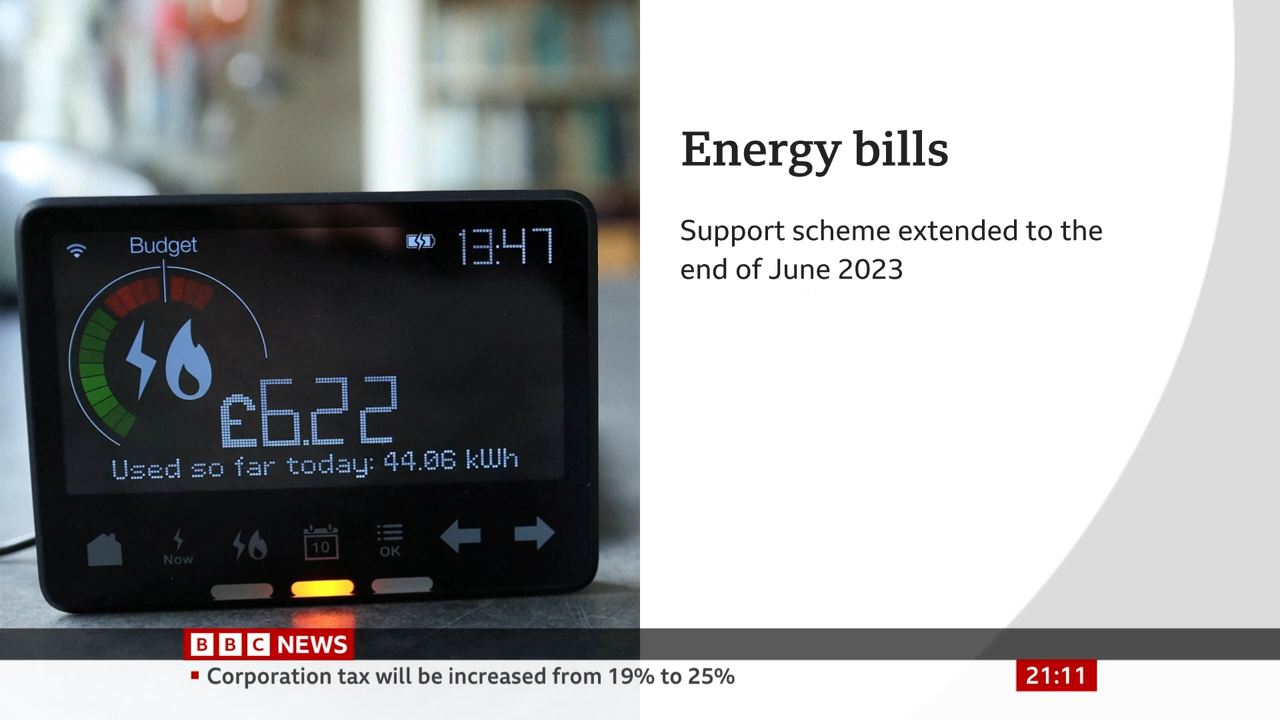 Energy bills
Support scheme extended to the
end of June 2023
Budget
13:47
£6.22
Used so far today: 44.06 kWh
Now
10
OK
BBC NEWS
Corporation tax will be increased from 19% to 25%
21:11